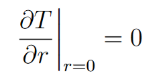 ∂T/∂r|r=0 = 0